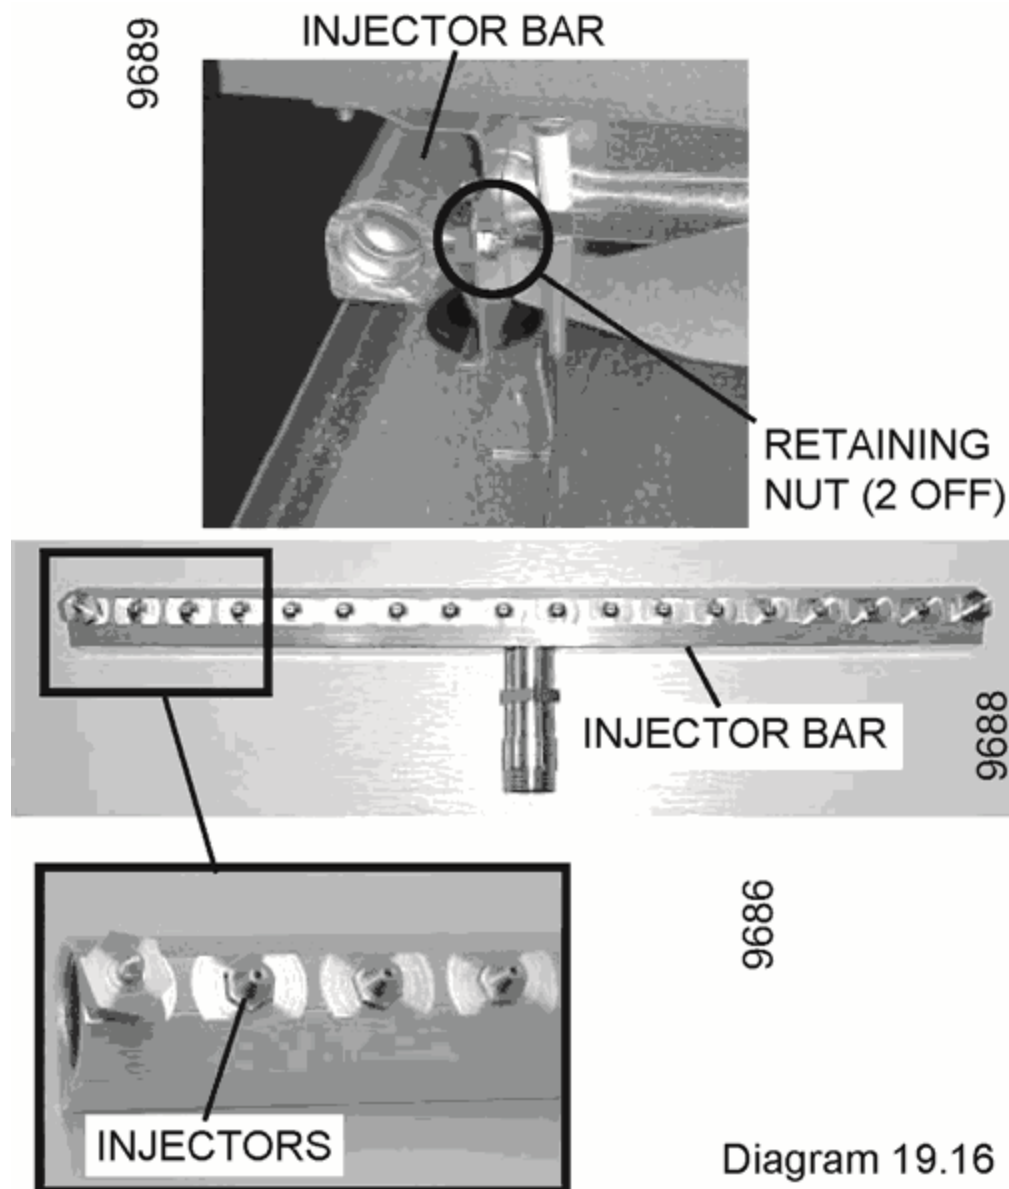 9689
INJECTOR BAR
RETAINING
NUT (2 OFF)
INJECTOR BAR
9688
9686
INJECTORS
Diagram 19.16